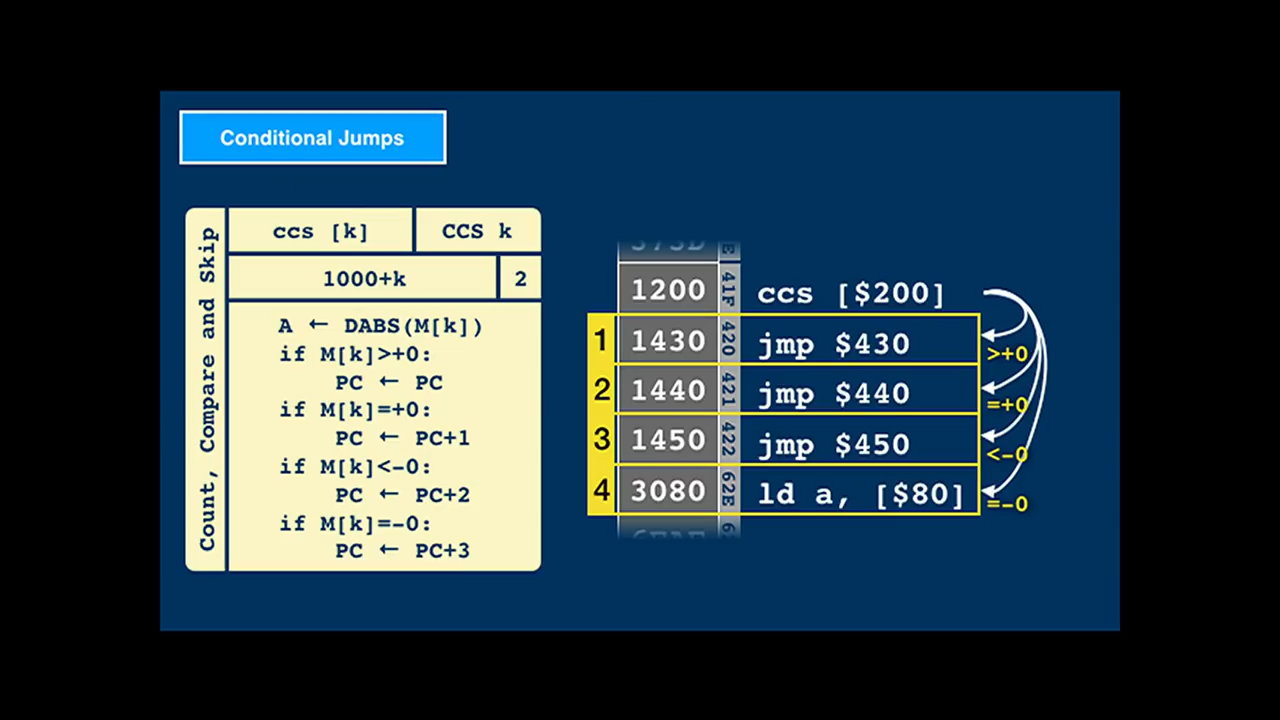 Conditional Jumps
Count, Compare and Skip
ccs [k] CCS k
1000+k 2
A ← DABS(M[k])
if M[k]>+0:
PC ← PC
if M[k]=+0:
PC ← PC+1
if M[k]<-0:
PC ← PC+2
if M[k]=-0:
PC ← PC+3
1200 41F ccs [$200]
1 1430 420 jmp $430 >+0
2 1440 421 jmp $440 =+0
3 1450 422 jmp $450 <-0
4 3080 62E ld a, [$80] =-0